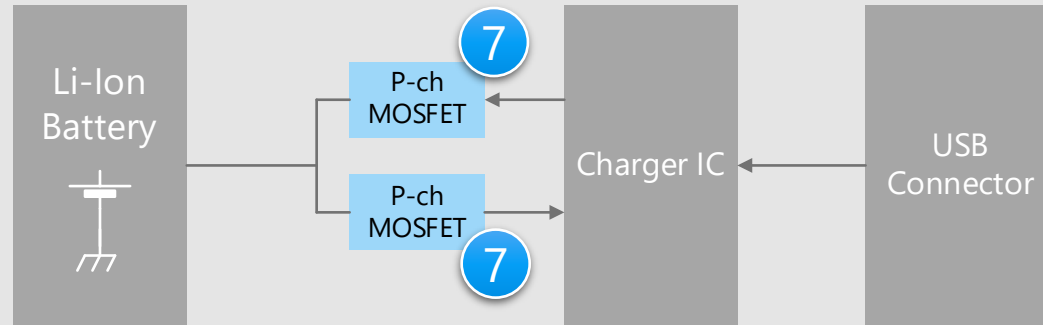 Li-Ion
Battery
7
P-ch
MOSFET
P-ch
MOSFET
7
Charger IC
USB
Connector